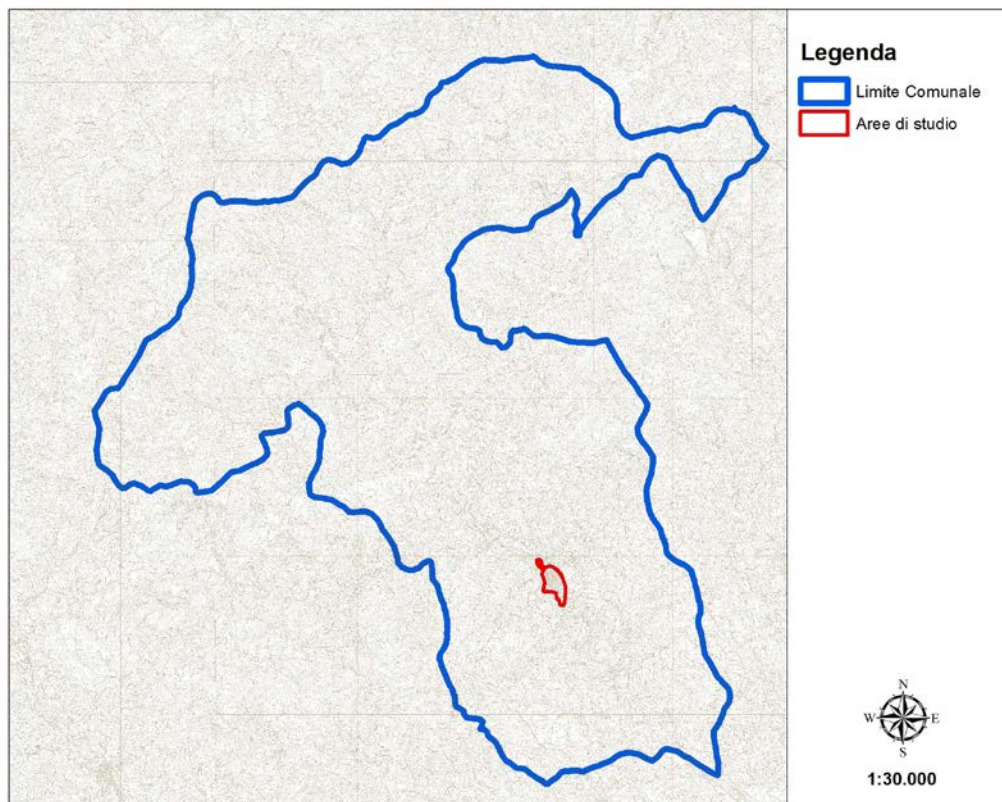 Legenda
Limite Comunale
Aree di studio
N
W E
S
1:30.000